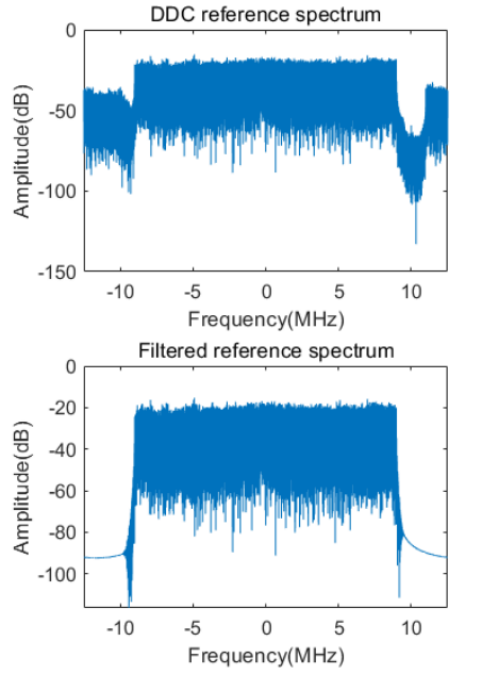 DDC reference spectrum
0
-50
-100
-150
Amplitude(dB)
-10 -5 0 5 10
Frequency(MHz)
Filtered reference spectrum
0
-20
-40
-60
-80
-100
Amplitude(dB)
-10 -5 0 5 10
Frequency(MHz)